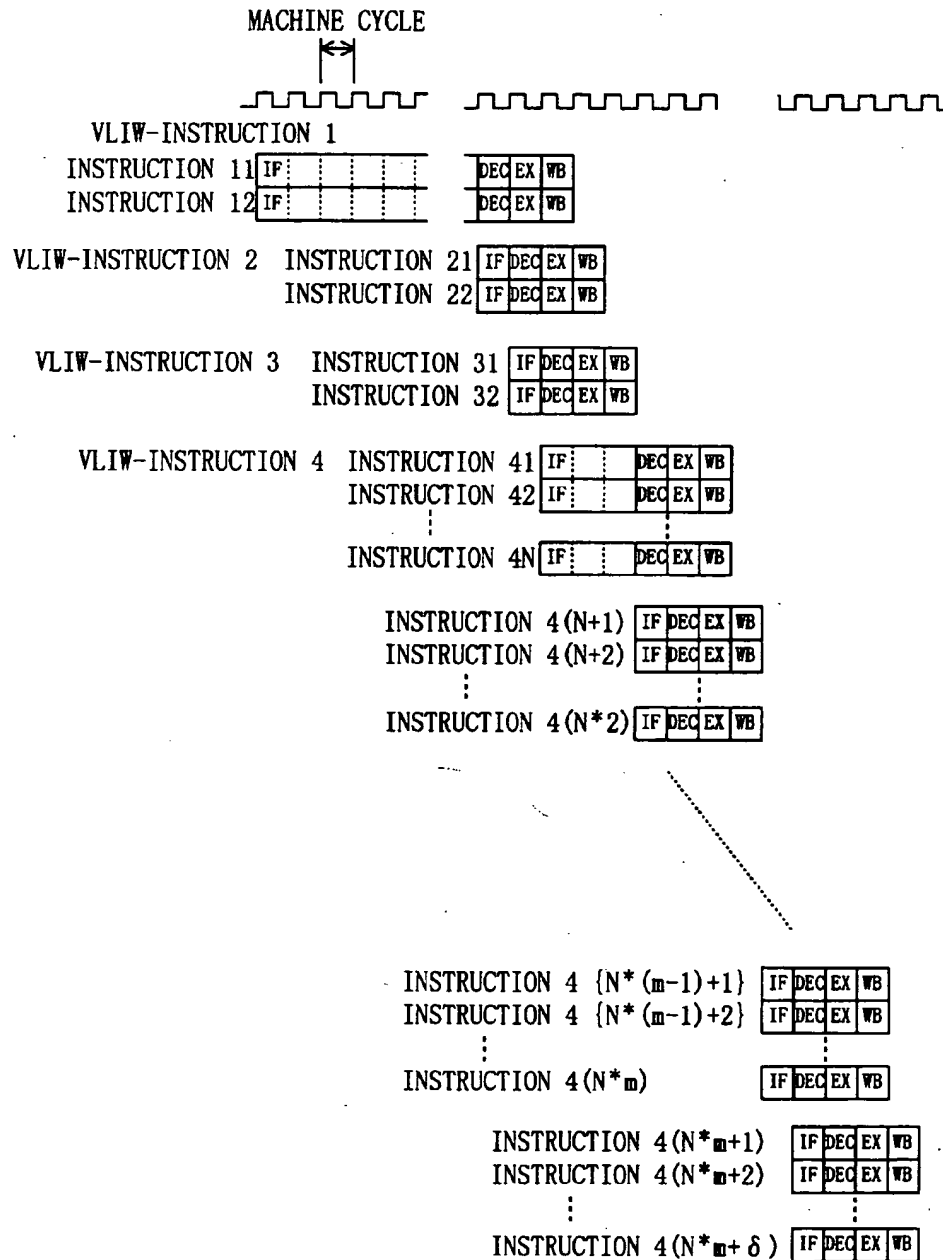 MACHINE CYCLE
VLIW-INSTRUCTION 1
INSTRUCTION 11 IF DEC EX WB
INSTRUCTION 12 IF DEC EX WB
VLIW-INSTRUCTION 2 INSTRUCTION 21 IF DEC EX WB
INSTRUCTION 22 IF DEC EX WB
VLIW-INSTRUCTION 3 INSTRUCTION 31 IF DEC EX WB
INSTRUCTION 32 IF DEC EX WB
VLIW-INSTRUCTION 4 INSTRUCTION 41 IF DEC EX WB
INSTRUCTION 42 IF DEC EX WB
INSTRUCTION 4N IF DEC EX WB
INSTRUCTION 4(N+1) IF DEC EX WB
INSTRUCTION 4(N+2) IF DEC EX WB
INSTRUCTION 4(N*2) IF DEC EX WB
INSTRUCTION 4 {N*(m-1)+1} IF DEC EX WB
INSTRUCTION 4 {N*(m-1)+2} IF DEC EX WB
INSTRUCTION 4(N*m) IF DEC EX WB
INSTRUCTION 4(N*m+1) IF DEC EX WB
INSTRUCTION 4(N*m+2) IF DEC EX WB
INSTRUCTION 4(N*m+δ) IF DEC EX WB